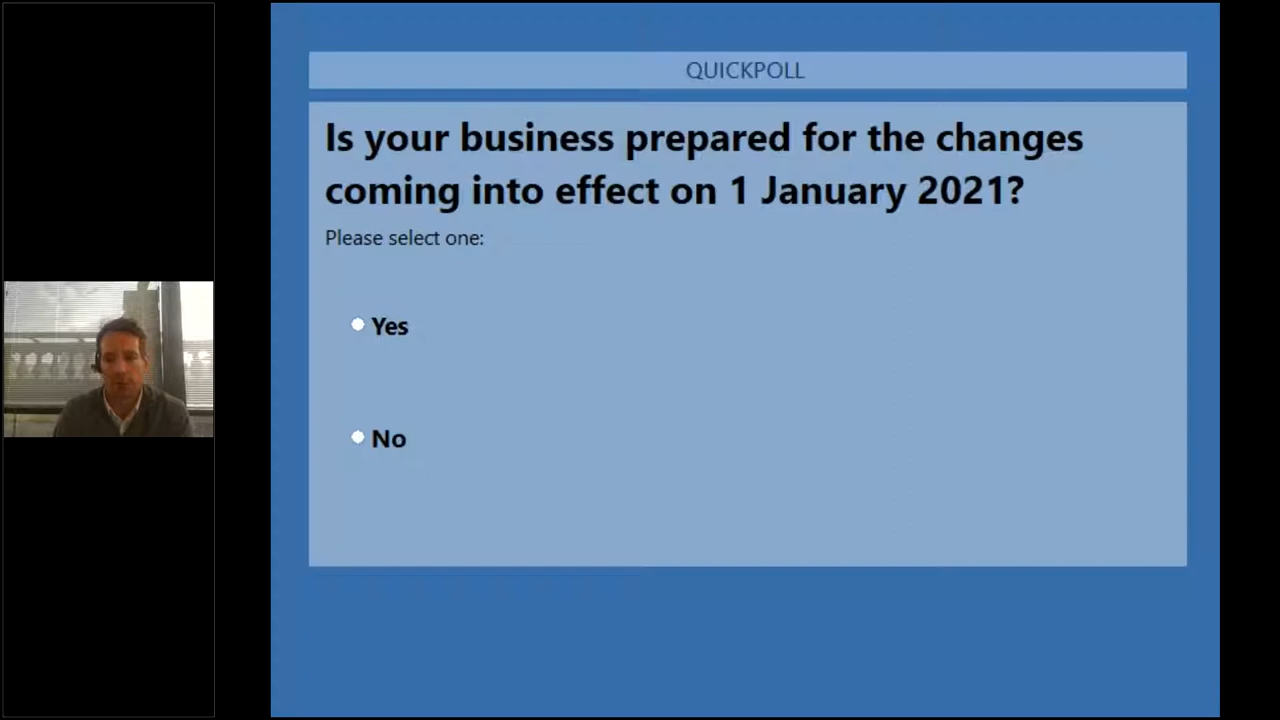 QUICKPOLL
Is your business prepared for the changes
coming into effect on 1 January 2021?
Please select one:
Yes
No